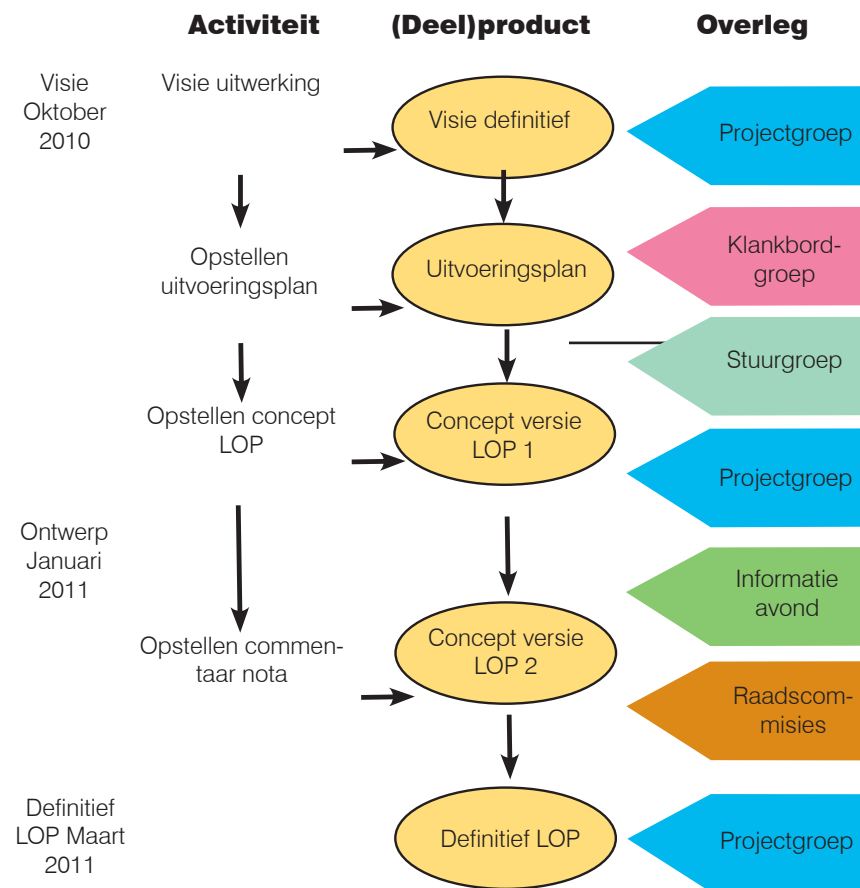 Activiteit
(Deel)product
Overleg
Visie
Oktober
2010
Visie uitwerking
Visie definitief
Projectgroep
Opstellen
uitvoeringsplan
Uitvoeringsplan
Klankbord-
groep
Stuurgroep
Opstellen concept
LOP
Concept versie
LOP 1
Projectgroep
Ontwerp
Januari
2011
Informatie
avond
Opstellen commen-
taar nota
Concept versie
LOP 2
Raadscom-
misies
Definitief
LOP Maart
2011
Definitief LOP
Projectgroep